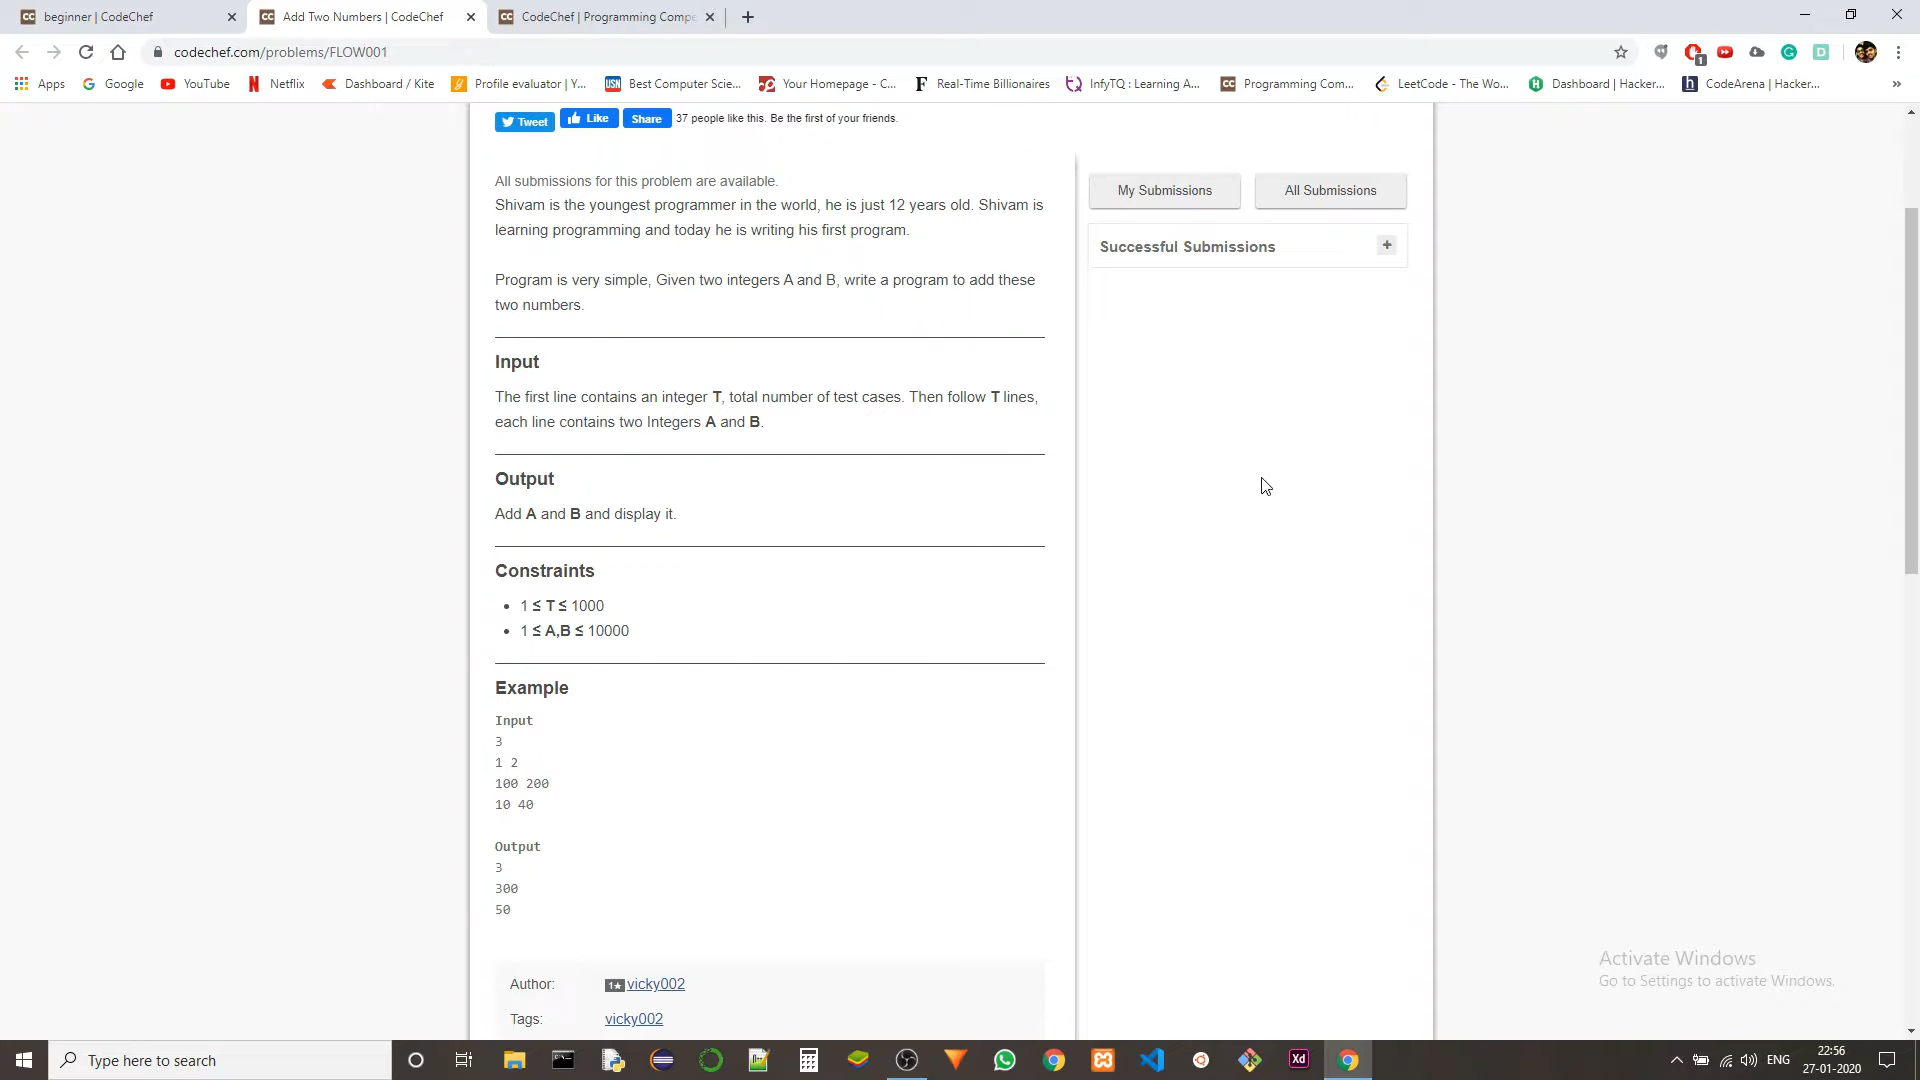 beginner | CodeChef
Add Two Numbers | CodeChef
CodeChef | Programming Compe
codechef.com/problems/FLOW001
Apps Google YouTube Netflix Dashboard / Kite Profile evaluator | Y... Best Computer Scie... Your Homepage - C... Real-Time Billionaires InfyTQ : Learning A... Programming Com... LeetCode - The Wo... Dashboard | Hacker... CodeArena | Hacker... »
Tweet Like Share 37 people like this. Be the first of your friends.
All submissions for this problem are available.
Shivam is the youngest programmer in the world, he is just 12 years old. Shivam is
learning programming and today he is writing his first program.
Program is very simple, Given two integers A and B, write a program to add these
two numbers.
Input
The first line contains an integer T, total number of test cases. Then follow T lines,
each line contains two Integers A and B.
Output
Add A and B and display it.
Constraints
• 1 ≤ T ≤ 1000
• 1 ≤ A,B ≤ 10000
Example
Input
3
1 2
100 200
10 40
Output
3
300
50
Author: 1★ vicky002
Tags: vicky002
My Submissions All Submissions
Successful Submissions +
Activate Windows
Go to Settings to activate Windows.
Type here to search
Xd
ENG
22:56
27-01-2020